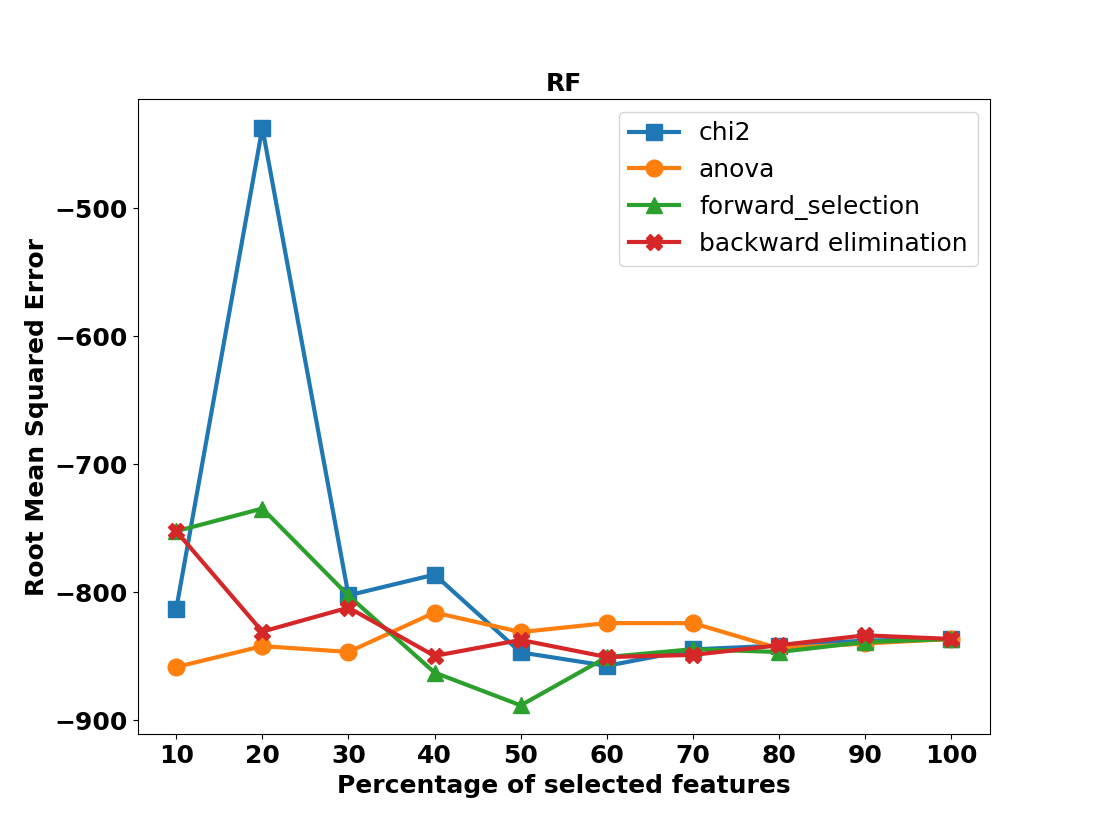 RF
chi2
anova
forward_selection
backward elimination
Root Mean Squared Error
−500
−600
−700
−800
−900
10 20 30 40 50 60 70 80 90 100
Percentage of selected features